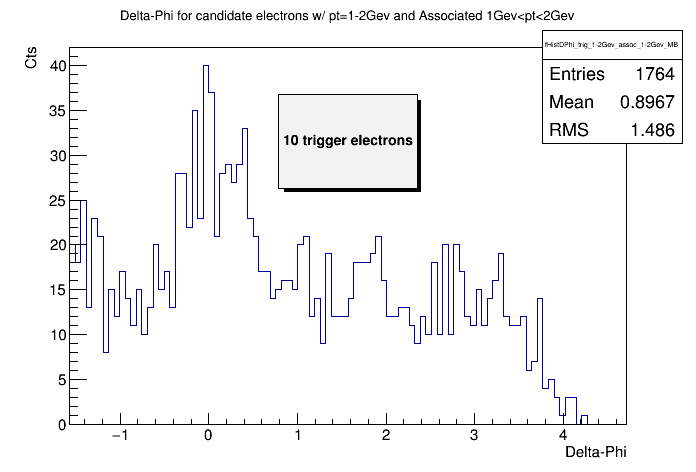 Delta-Phi for candidate electrons w/ pt=1-2Gev and Associated 1Gev<pt<2Gev
fHistDPhi_trig_1-2Gev_assoc_1-2Gev_MB
Entries 1764
Mean 0.8967
RMS 1.486
Cts
40
35
30
25
20
15
10
5
0
10 trigger electrons
−1 0 1 2 3 4
Delta-Phi